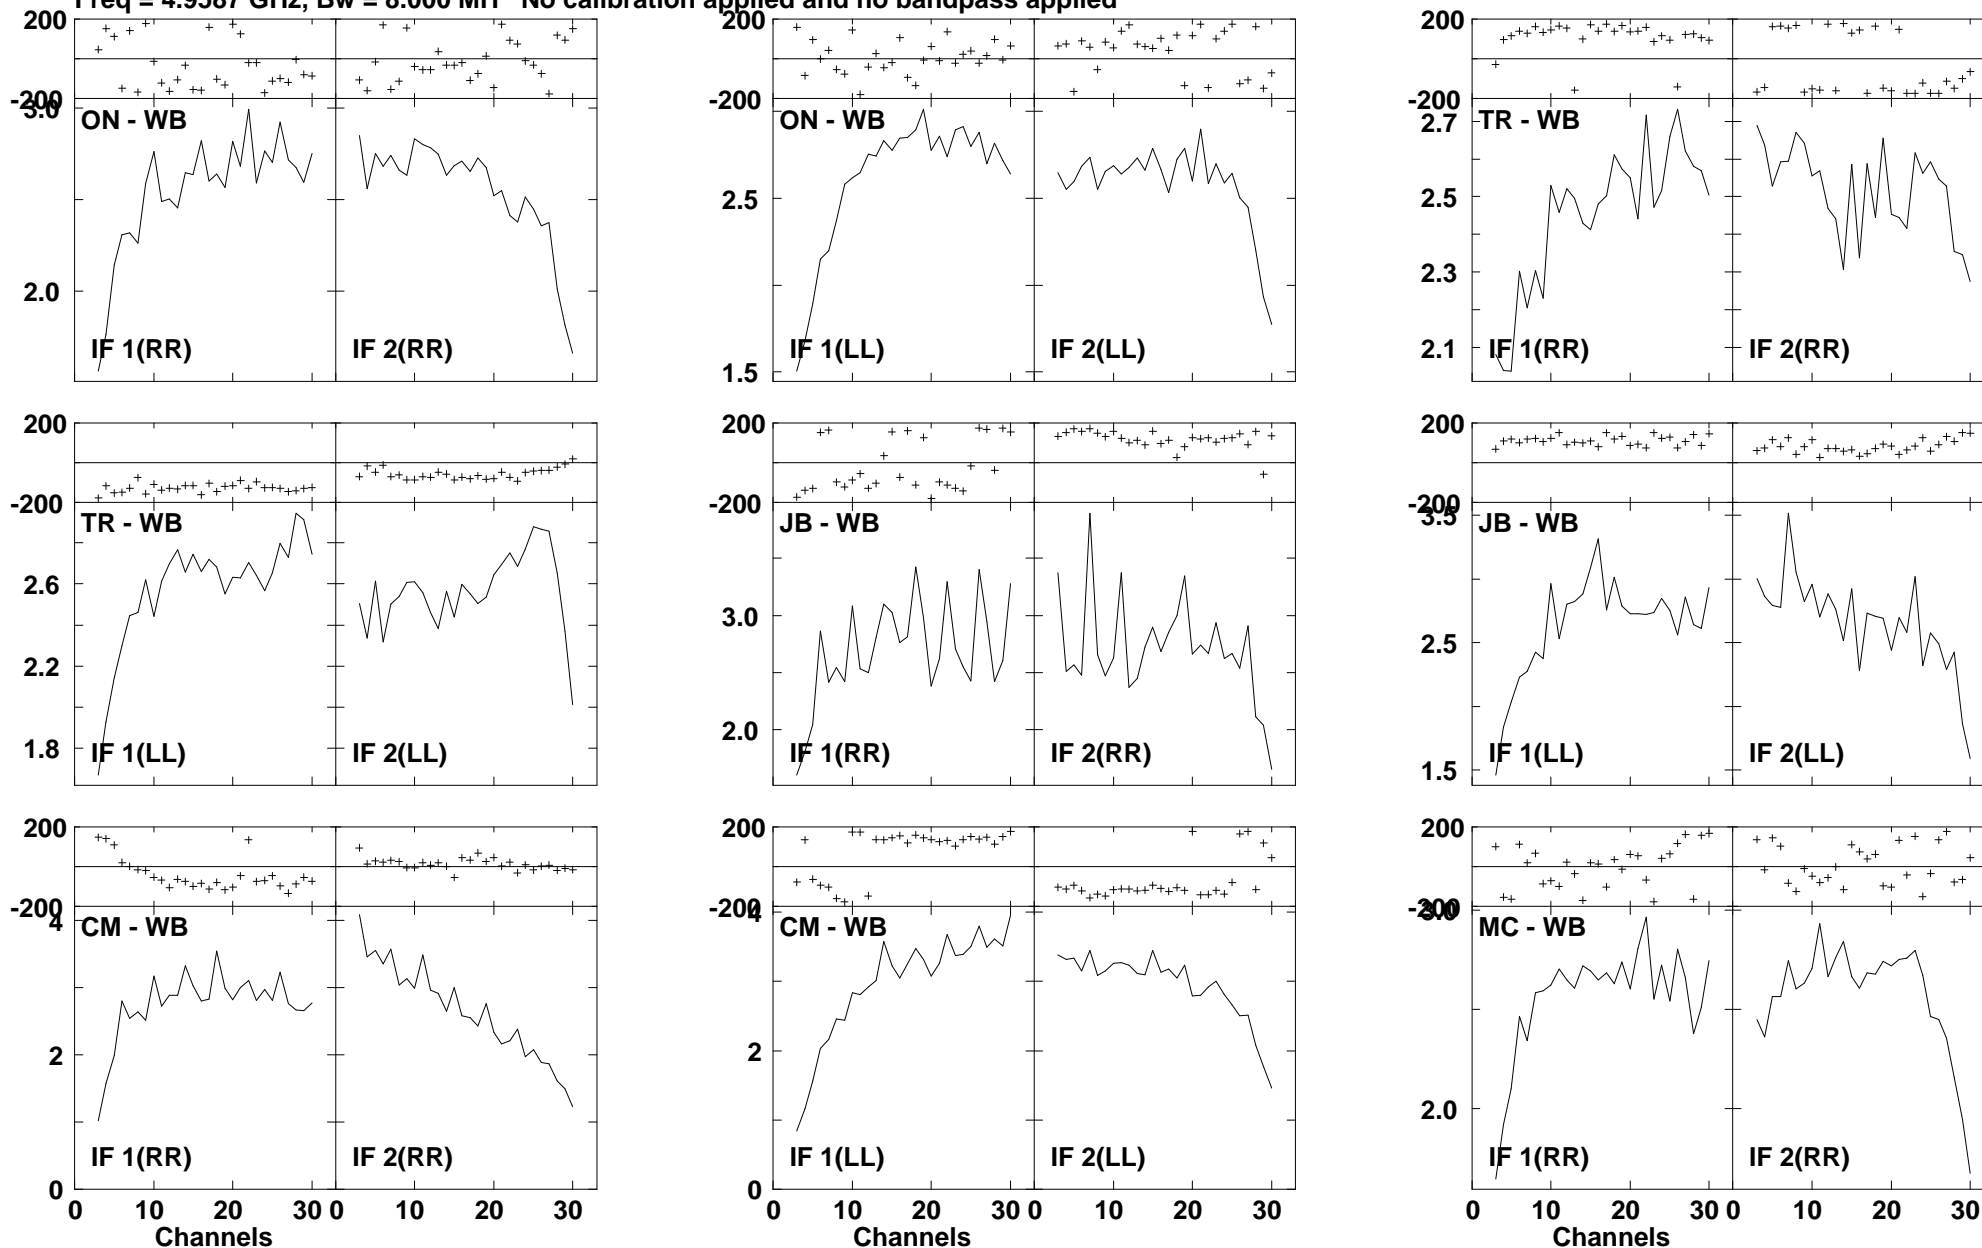 Freq = 4.9587 GHz, Bw = 8.000 MH No calibration applied and no bandpass applied
200 200 200
-200 -200 -200
3.0 ON - WB ON - WB 2.7 TR - WB
2.5 2.5
2.0 2.3
1.5 2.1
IF 1(RR) IF 2(RR) IF 1(LL) IF 2(LL) IF 1(RR) IF 2(RR)
200 200 200
-200 -200 -200
TR - WB JB - WB 3.5 JB - WB
2.6 3.0 2.5
2.2
1.8 2.0 1.5
IF 1(LL) IF 2(LL) IF 1(RR) IF 2(RR) IF 1(LL) IF 2(LL)
200 200 200
-200 -200 -200
4 CM - WB 4 CM - WB 3.0 MC - WB
2 2 2.0
IF 1(RR) IF 2(RR) IF 1(LL) IF 2(LL) IF 1(RR) IF 2(RR)
0 0
0 10 20 30 0 10 20 30 0 10 20 30 0 10 20 30 0 10 20 30 0 10 20 30
Channels Channels Channels